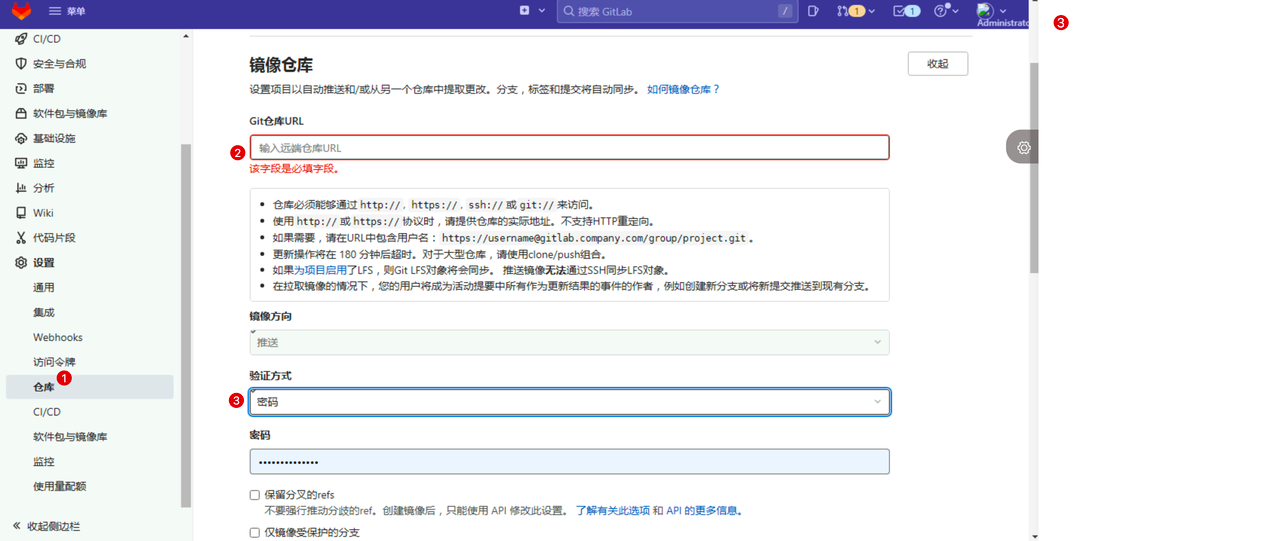 菜单
搜索 GitLab
/
1
1
Administrator
3
CI/CD
安全与合规
部署
软件包与镜像库
基础设施
监控
分析
Wiki
代码片段
设置
通用
集成
Webhooks
访问令牌
仓库
1
CI/CD
软件包与镜像库
监控
使用量配额
收起侧边栏
镜像仓库
收起
设置项目以自动推送和/或从另一个仓库中提取更改。分支，标签和提交将自动同步。 如何镜像仓库？
Git仓库URL
2
输入远端仓库URL
该字段是必填字段。
仓库必须能够通过 http://，https://，ssh:// 或 git:// 来访问。
使用 http:// 或 https:// 协议时，请提供仓库的实际地址。不支持HTTP重定向。
如果需要，请在URL中包含用户名：https://username@gitlab.company.com/group/project.git。
更新操作将在 180 分钟后超时。对于大型仓库，请使用clone/push组合。
如果为项目启用了LFS，则Git LFS对象将会同步。 推送镜像无法通过SSH同步LFS对象。
在拉取镜像的情况下，您的用户将成为活动提要中所有作为更新结果的事件的作者，例如创建新分支或将新提交推送到现有分支。
镜像方向
推送
验证方式
3
密码
密码
••••••••••••••
保留分叉的refs
不要强行推动分歧的ref。创建镜像后，只能使用 API 修改此设置。 了解有关此选项 和 API 的更多信息。
仅镜像受保护的分支